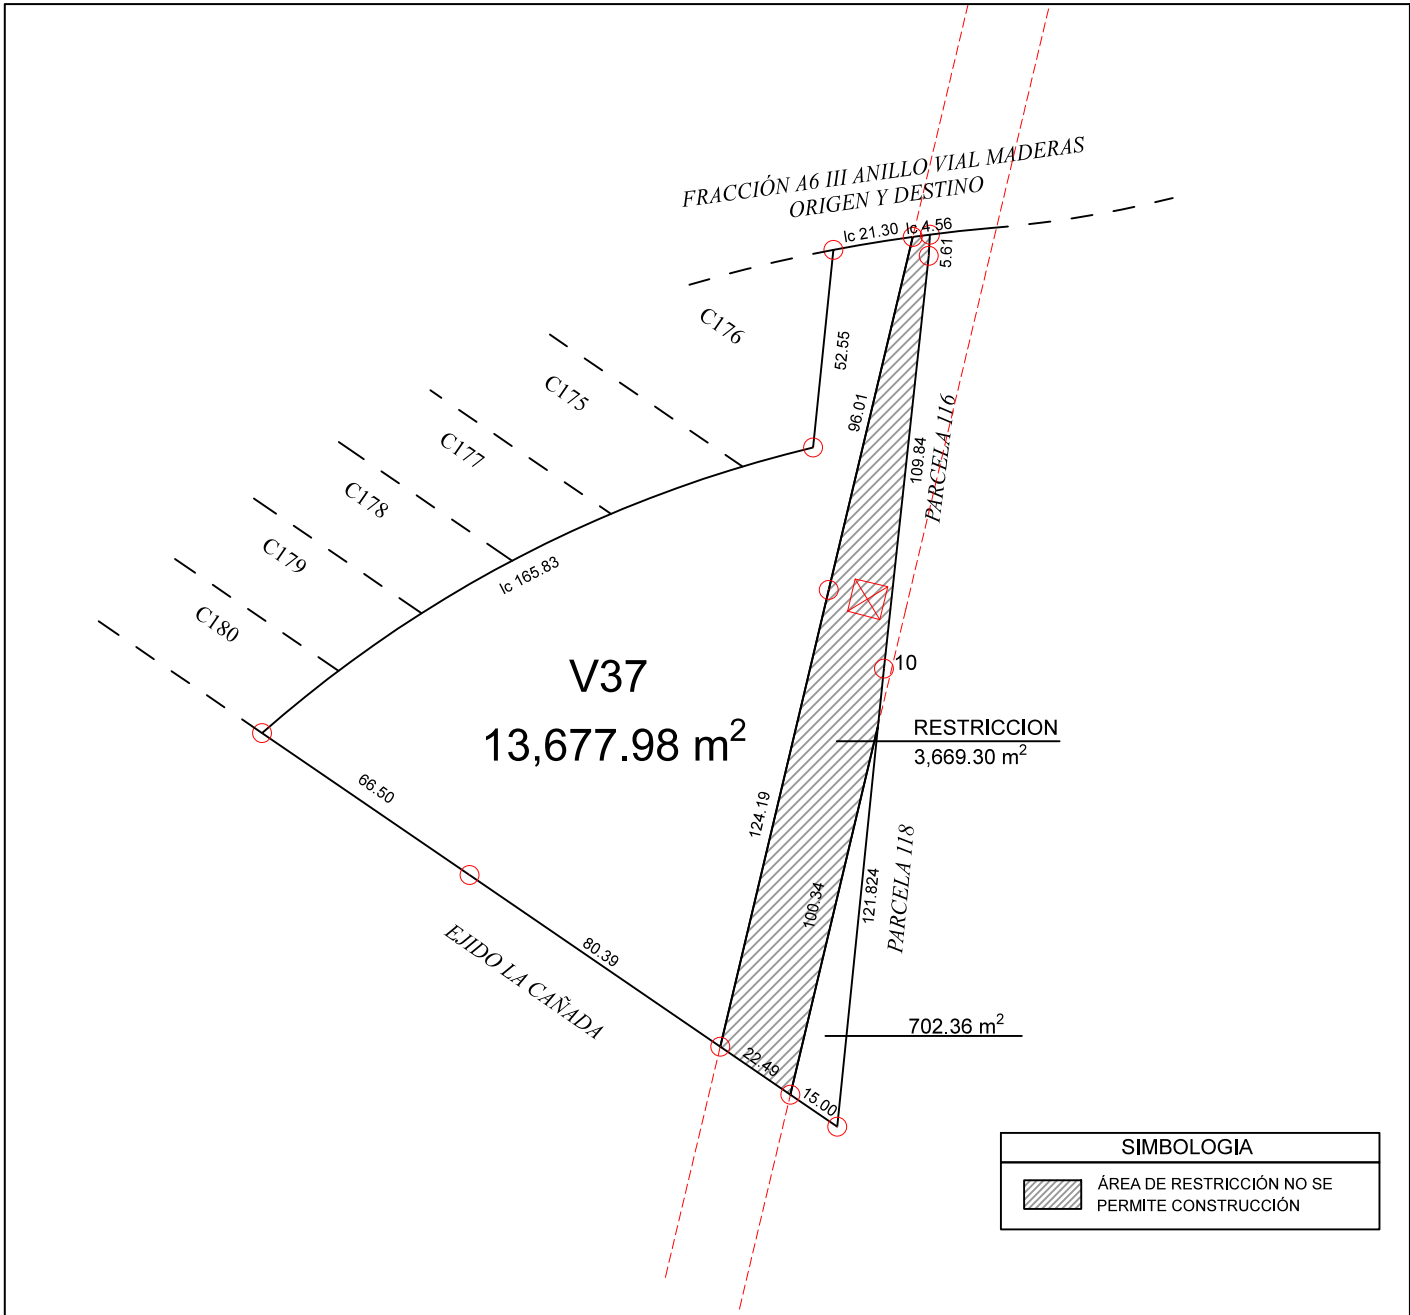 FRACCIÓN A6 III ANILLO VIAL MADERAS
ORIGEN Y DESTINO
lc 21.30
lc 4.56
5.61
C176
52.55
C175
96.01
PARCELA 116
109.84
C177
C178
C179
lc 165.83
C180
V37
10
13,677.98 m²
RESTRICCION
3,669.30 m²
66.50
124.19
PARCELA 118
121.824
100.34
EJIDO LA CAÑADA
80.39
702.36 m²
22.49
15.00
SIMBOLOGIA
ÁREA DE RESTRICCIÓN NO SE
PERMITE CONSTRUCCIÓN